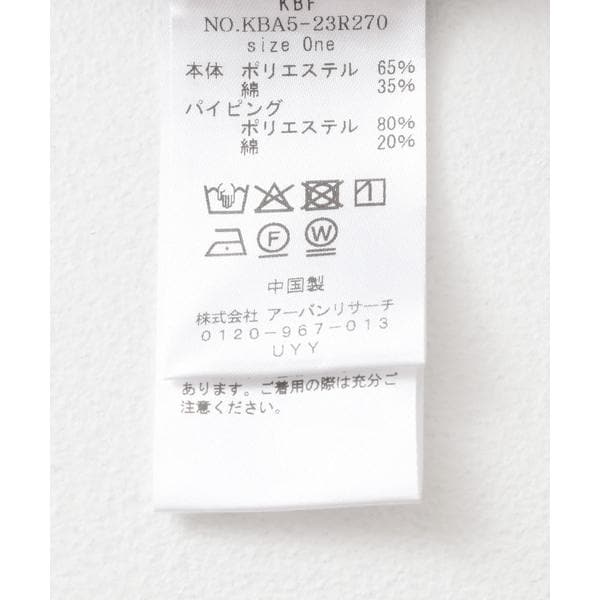 KBF
NO.KBA5-23R270
size One
本体 ポリエステル 65%
綿 35%
パイピング
ポリエステル 80%
綿 20%
F W
中国製
株式会社 アーバンリサーチ
0120-967-013
UYY
あります。ご着用の際は充分ご
注意ください。